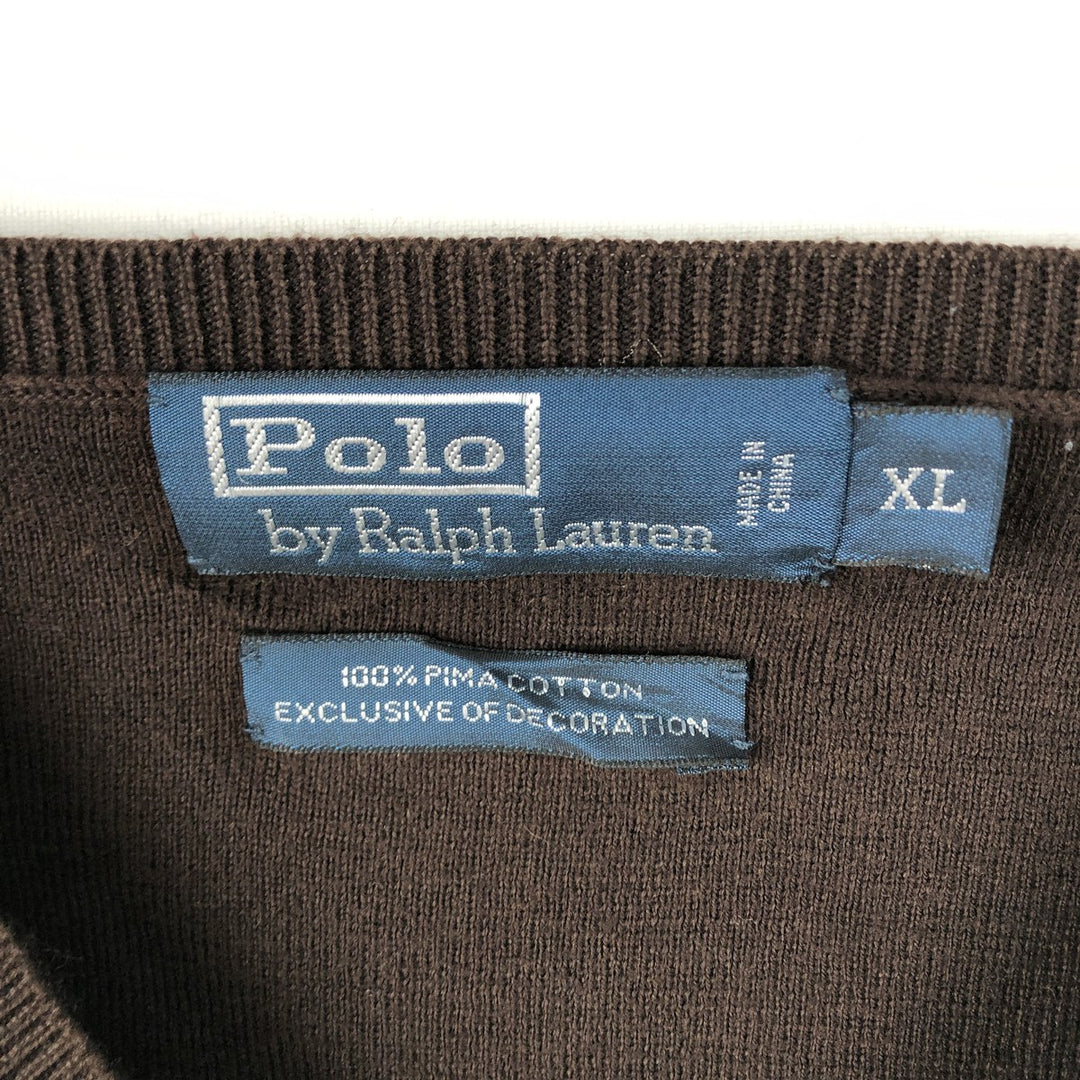 Polo
by Ralph Lauren
MADE IN
CHINA
XL
100% PIMA COTTON
EXCLUSIVE OF DECORATION